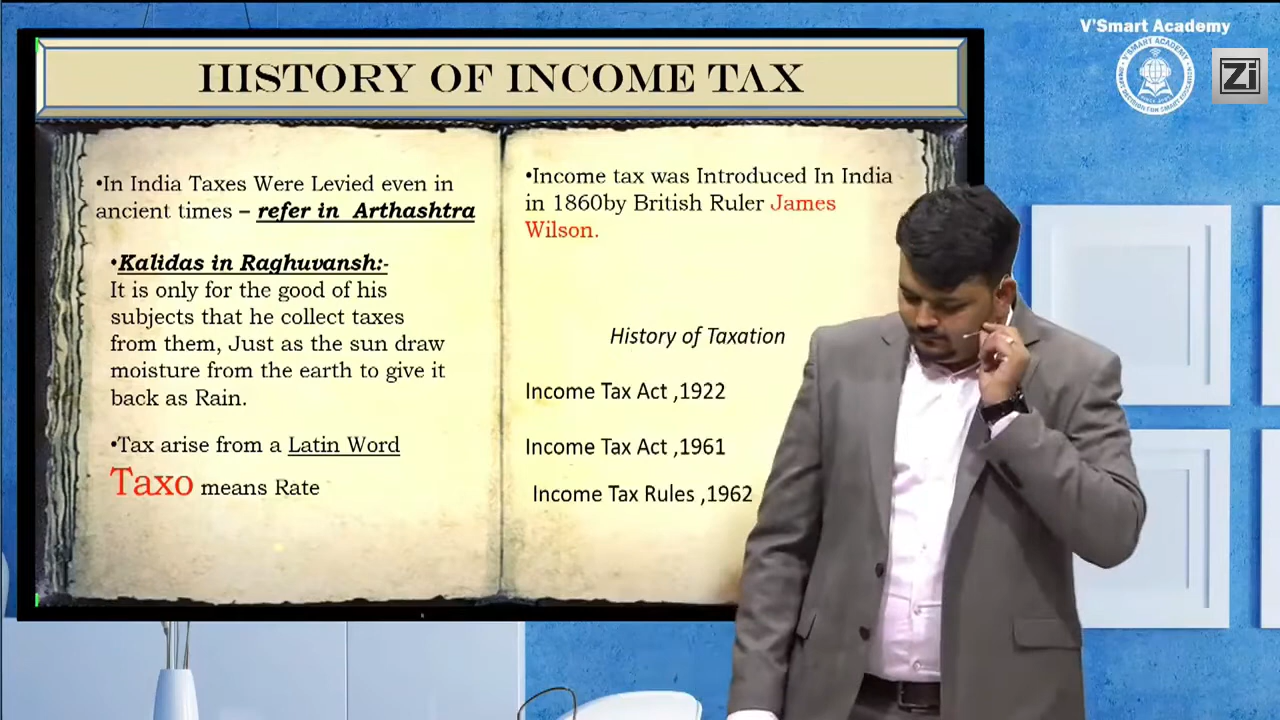 V'Smart Academy
Zi
HISTORY OF INCOME TAX
•In India Taxes Were Levied even in
ancient times – refer in Arthashtra
•Kalidas in Raghuvansh:-
It is only for the good of his
subjects that he collect taxes
from them, Just as the sun draw
moisture from the earth to give it
back as Rain.
•Tax arise from a Latin Word
Taxo means Rate
•Income tax was Introduced In India
in 1860by British Ruler James
Wilson.
History of Taxation
Income Tax Act ,1922
Income Tax Act ,1961
Income Tax Rules ,1962